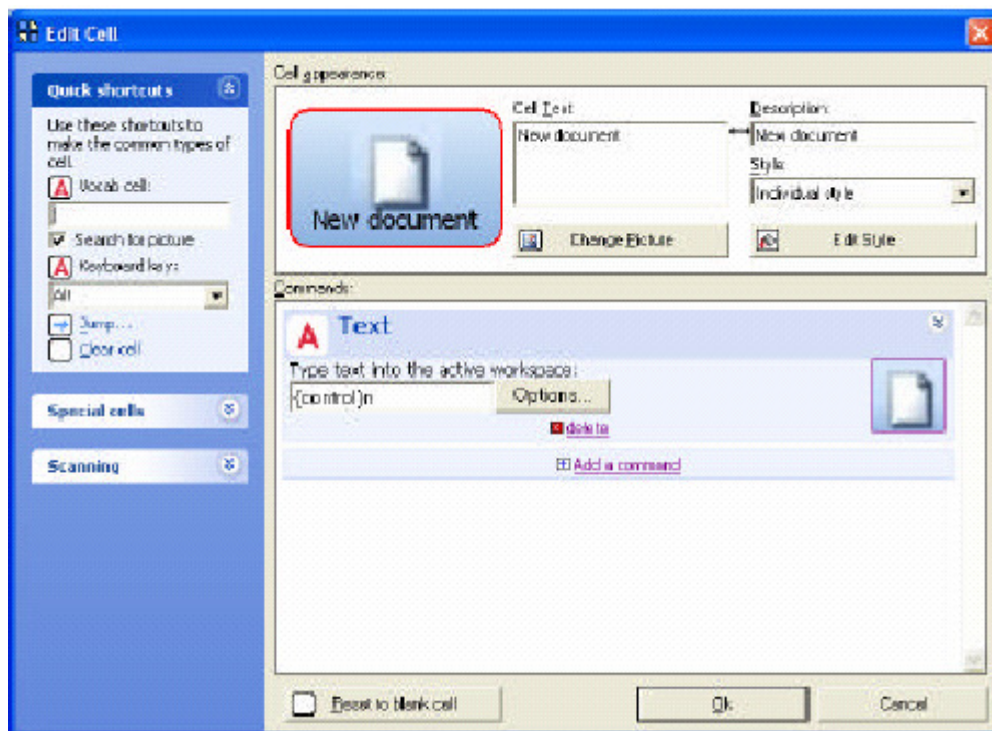 Edit Cell
Quick shortcuts
Use these shortcuts to
make the common types of
cell.
A Vocab cell:
Search for picture
A Keyboard key:
All
Jump...
Clear cell
Special cells
Scanning
Cell appearance:
New document
Cell Text:
New document
Description:
New document
Style:
Individual style
Change Picture
Edit Style
Commands:
A Text
Type text into the active workspace:
{control}n
Options...
delete
Add a command
Reset to blank cell
Ok
Cancel